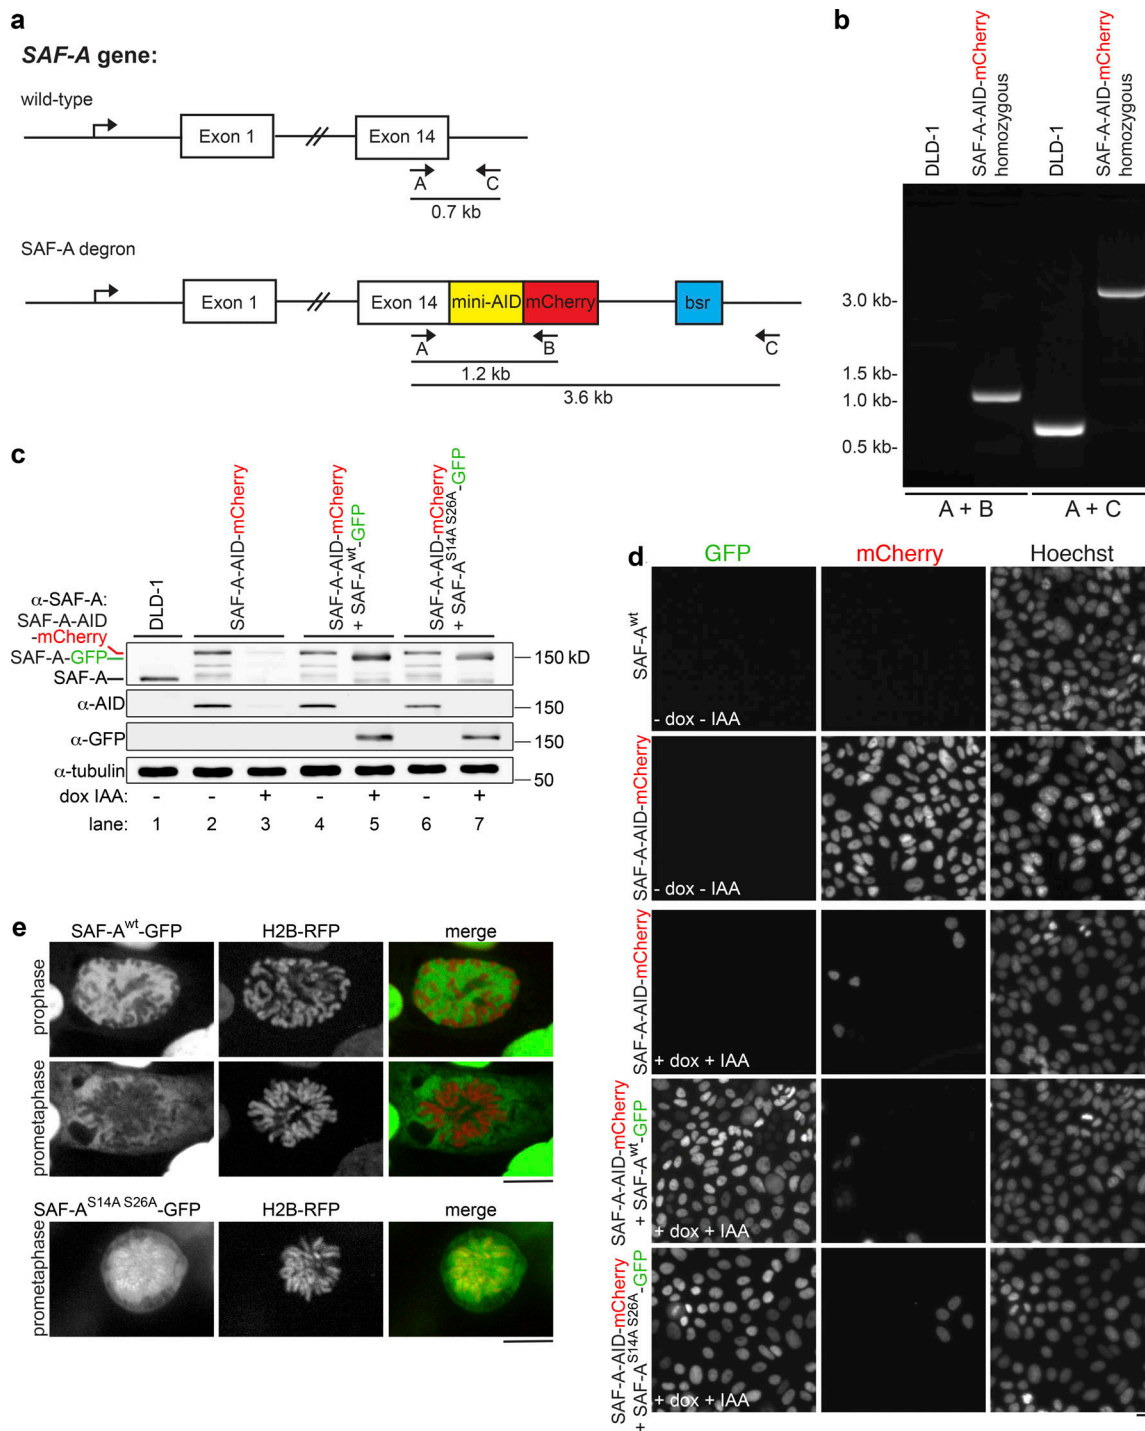 a
SAF-A gene:
wild-type
Exon 1
Exon 14
A
C
0.7 kb
SAF-A degron
Exon 1
Exon 14
mini-AID
mCherry
bsr
A
B
C
1.2 kb
3.6 kb
b
DLD-1
SAF-A-AID-mCherry
homozygous
DLD-1
SAF-A-AID-mCherry
homozygous
3.0 kb-
1.5 kb-
1.0 kb-
0.5 kb-
A + B
A + C
c
α-SAF-A:
SAF-A-AID
-mCherry
SAF-A-GFP
SAF-A
DLD-1
SAF-A-AID-mCherry
SAF-A-AID-mCherry
+ SAF-Awt-GFP
SAF-A-AID-mCherry
+ SAF-AS14A S26A-GFP
150 kD
α-AID
150
α-GFP
150
α-tubulin
50
dox IAA: - - + - + - +
lane: 1 2 3 4 5 6 7
d
GFP mCherry Hoechst
SAF-Awt
- dox - IAA
SAF-A-AID-mCherry
- dox - IAA
SAF-A-AID-mCherry
+ dox + IAA
SAF-A-AID-mCherry
+ SAF-Awt-GFP
+ dox + IAA
SAF-A-AID-mCherry
+ SAF-AS14A S26A-GFP
+ dox + IAA
e
SAF-Awt-GFP H2B-RFP merge
prophase
prometaphase
SAF-AS14A S26A-GFP H2B-RFP merge
prometaphase